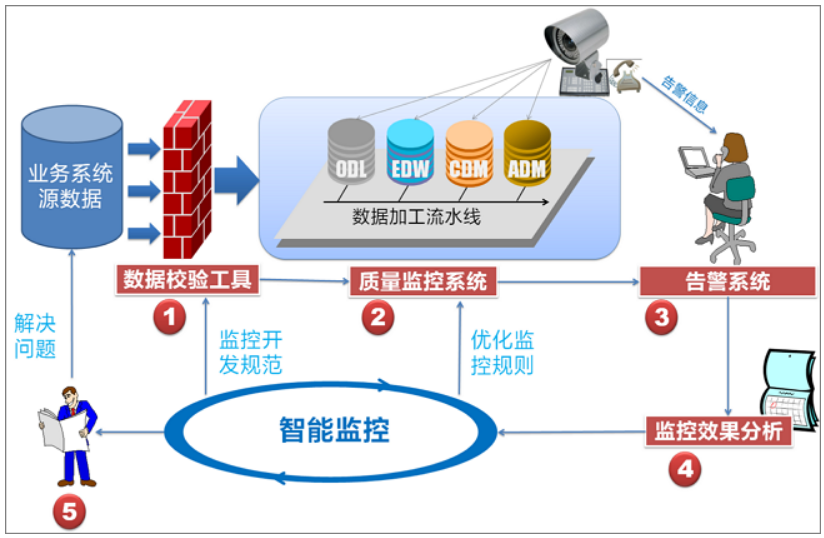 告警信息
业务系统
源数据
ODL
EDW
CDM
ADM
数据加工流水线
数据校验工具
质量监控系统
告警系统
1
2
3
解决
问题
监控开
发规范
优化监
控规则
智能监控
监控效果分析
4
5